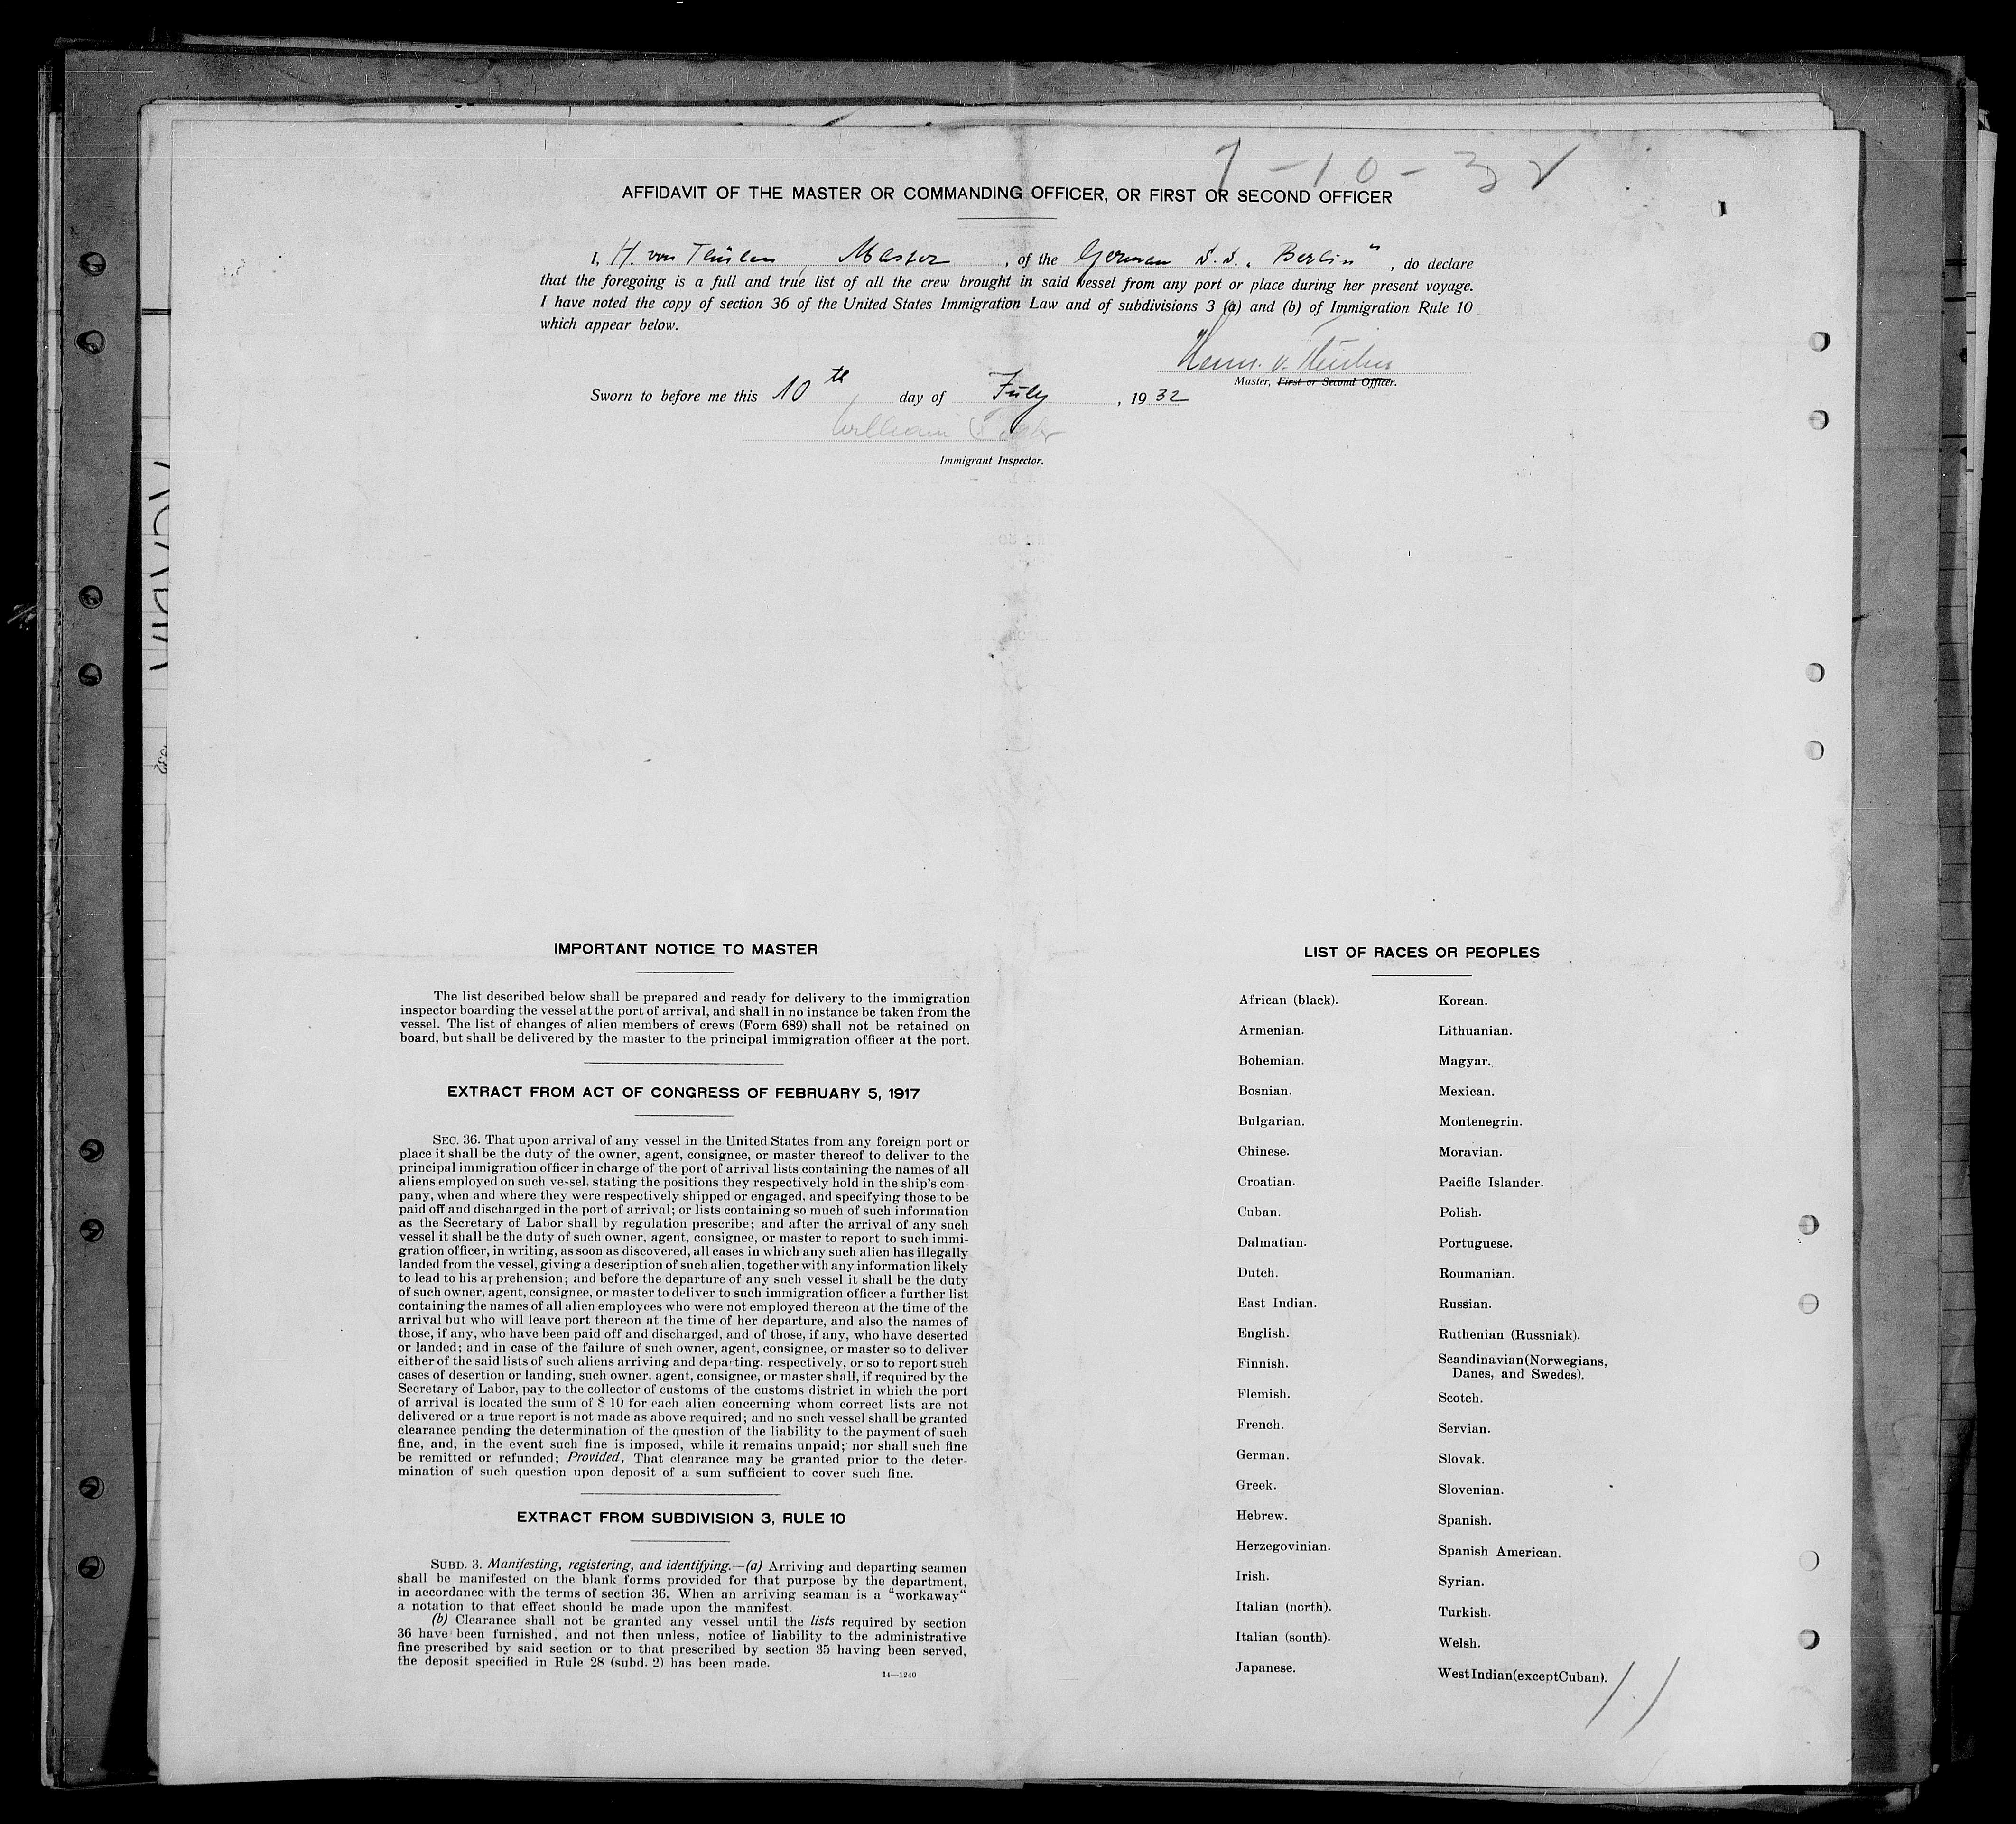 7-10-32
AFFIDAVIT OF THE MASTER OR COMMANDING OFFICER, OR FIRST OR SECOND OFFICER
I, H. von Thülen, Master, of the German S.S. „Berlin“, do declare
that the foregoing is a full and true list of all the crew brought in said vessel from any port or place during her present voyage.
I have noted the copy of section 36 of the United States Immigration Law and of subdivisions 3 (a) and (b) of Immigration Rule 10
which appear below.
Herm. v. Thülen
Master, First or Second Officer.
Sworn to before me this 10th day of July, 1932
William
Immigrant Inspector.
IMPORTANT NOTICE TO MASTER
The list described below shall be prepared and ready for delivery to the immigration
inspector boarding the vessel at the port of arrival, and shall in no instance be taken from the
vessel. The list of changes of alien members of crews (Form 689) shall not be retained on
board, but shall be delivered by the master to the principal immigration officer at the port.
EXTRACT FROM ACT OF CONGRESS OF FEBRUARY 5, 1917
SEC. 36. That upon arrival of any vessel in the United States from any foreign port or
place it shall be the duty of the owner, agent, consignee, or master thereof to deliver to the
principal immigration officer in charge of the port of arrival lists containing the names of all
aliens employed on such vessel, stating the positions they respectively hold in the ship's com-
pany, when and where they were respectively shipped or engaged, and specifying those to be
paid off and discharged in the port of arrival; or lists containing so much of such information
as the Secretary of Labor shall by regulation prescribe; and after the arrival of any such
vessel it shall be the duty of such owner, agent, consignee, or master to report to such immi-
gration officer, in writing, as soon as discovered, all cases in which any such alien has illegally
landed from the vessel, giving a description of such alien, together with any information likely
to lead to his apprehension; and before the departure of any such vessel it shall be the duty
of such owner, agent, consignee, or master to deliver to such immigration officer a further list
containing the names of all alien employees who were not employed thereon at the time of the
arrival but who will leave port thereon at the time of her departure, and also the names of
those, if any, who have been paid off and discharged, and of those, if any, who have deserted
or landed; and in case of the failure of such owner, agent, consignee, or master so to deliver
either of the said lists of such aliens arriving and departing, respectively, or so to report such
cases of desertion or landing, such owner, agent, consignee, or master shall, if required by the
Secretary of Labor, pay to the collector of customs of the customs district in which the port
of arrival is located the sum of $ 10 for each alien concerning whom correct lists are not
delivered or a true report is not made as above required; and no such vessel shall be granted
clearance pending the determination of the question of the liability to the payment of such
fine, and, in the event such fine is imposed, while it remains unpaid; nor shall such fine
be remitted or refunded; Provided, That clearance may be granted prior to the deter-
mination of such question upon deposit of a sum sufficient to cover such fine.
EXTRACT FROM SUBDIVISION 3, RULE 10
SUBD. 3. Manifesting, registering, and identifying.—(a) Arriving and departing seamen
shall be manifested on the blank forms provided for that purpose by the department,
in accordance with the terms of section 36. When an arriving seaman is a “workaway“
a notation to that effect should be made upon the manifest.
(b) Clearance shall not be granted any vessel until the lists required by section
36 have been furnished, and not then unless, notice of liability to the administrative
fine prescribed by said section or to that prescribed by section 35 having been served,
the deposit specified in Rule 28 (subd. 2) has been made.
14—1240
LIST OF RACES OR PEOPLES
African (black).
Armenian.
Bohemian.
Bosnian.
Bulgarian.
Chinese.
Croatian.
Cuban.
Dalmatian.
Dutch.
East Indian.
English.
Finnish.
Flemish.
French.
German.
Greek.
Hebrew.
Herzegovinian.
Irish.
Italian (north).
Italian (south).
Japanese.
Korean.
Lithuanian.
Magyar.
Mexican.
Montenegrin.
Moravian.
Pacific Islander.
Polish.
Portuguese.
Roumanian.
Russian.
Ruthenian (Russniak).
Scandinavian (Norwegians,
Danes, and Swedes).
Scotch.
Servian.
Slovak.
Slovenian.
Spanish.
Spanish American.
Syrian.
Turkish.
Welsh.
West Indian (except Cuban).
11